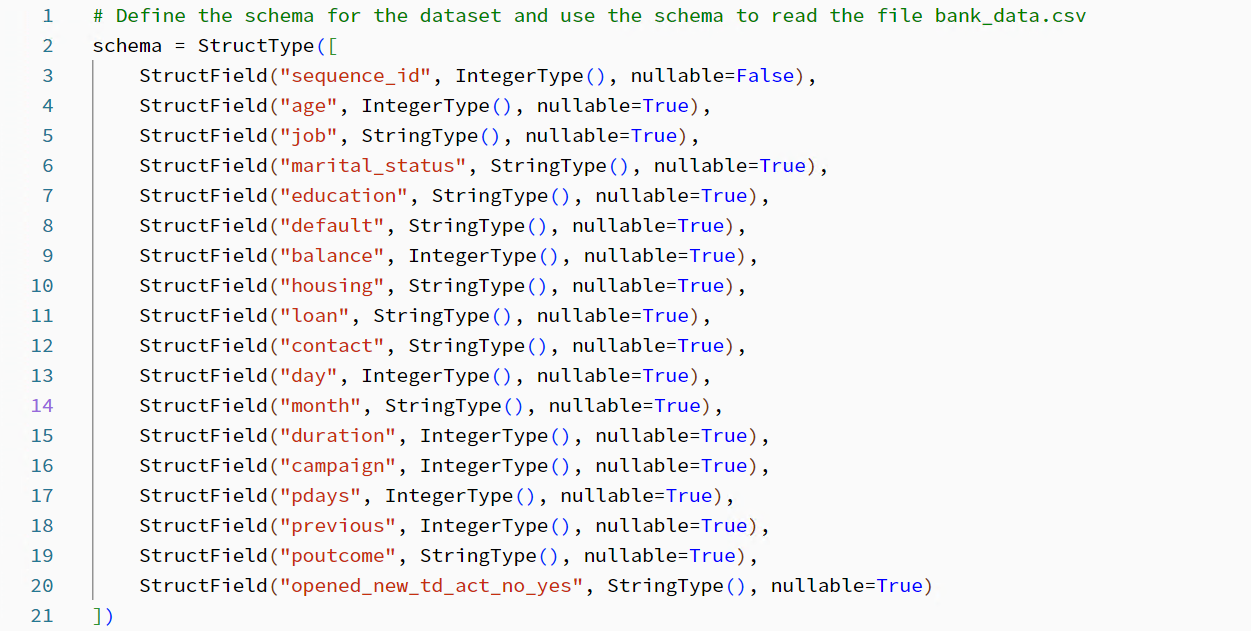 1 # Define the schema for the dataset and use the schema to read the file bank_data.csv
2 schema = StructType([
3     StructField("sequence_id", IntegerType(), nullable=False),
4     StructField("age", IntegerType(), nullable=True),
5     StructField("job", StringType(), nullable=True),
6     StructField("marital_status", StringType(), nullable=True),
7     StructField("education", StringType(), nullable=True),
8     StructField("default", StringType(), nullable=True),
9     StructField("balance", IntegerType(), nullable=True),
10     StructField("housing", StringType(), nullable=True),
11     StructField("loan", StringType(), nullable=True),
12     StructField("contact", StringType(), nullable=True),
13     StructField("day", IntegerType(), nullable=True),
14     StructField("month", StringType(), nullable=True),
15     StructField("duration", IntegerType(), nullable=True),
16     StructField("campaign", IntegerType(), nullable=True),
17     StructField("pdays", IntegerType(), nullable=True),
18     StructField("previous", IntegerType(), nullable=True),
19     StructField("poutcome", StringType(), nullable=True),
20     StructField("opened_new_td_act_no_yes", StringType(), nullable=True)
21 ])